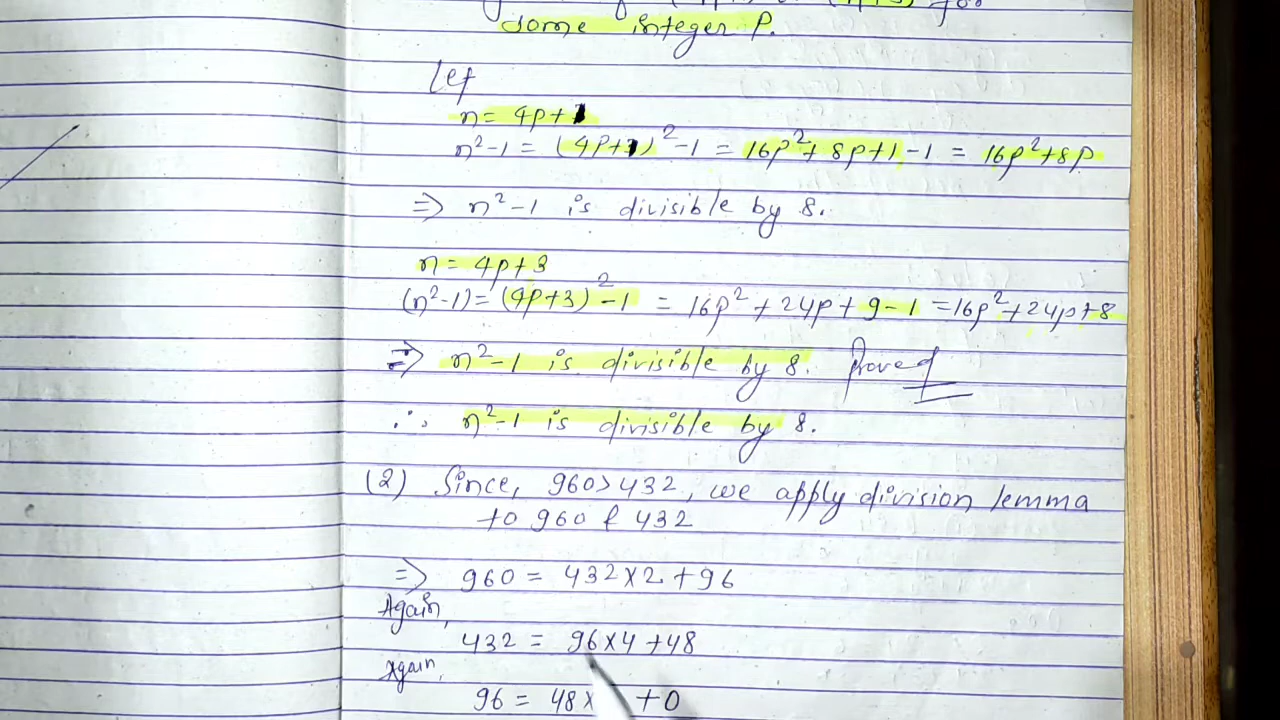 some integer P.
Let
n = 4p+1
n²-1 = (4P+1)²-1 = 16p²+8p+1-1 = 16p²+8p
⇒ n²-1 is divisible by 8.
n = 4p+3
(n²-1) = (4p+3)²-1 = 16p²+24p+9-1 = 16p²+24p+8
⇒ n²-1 is divisible by 8. Proved
∴ n²-1 is divisible by 8.
(2) Since, 960>432, we apply division lemma
to 960 & 432
⇒ 960 = 432×2+96
Again,
432 = 96×4+48
Again,
96 = 48× +0